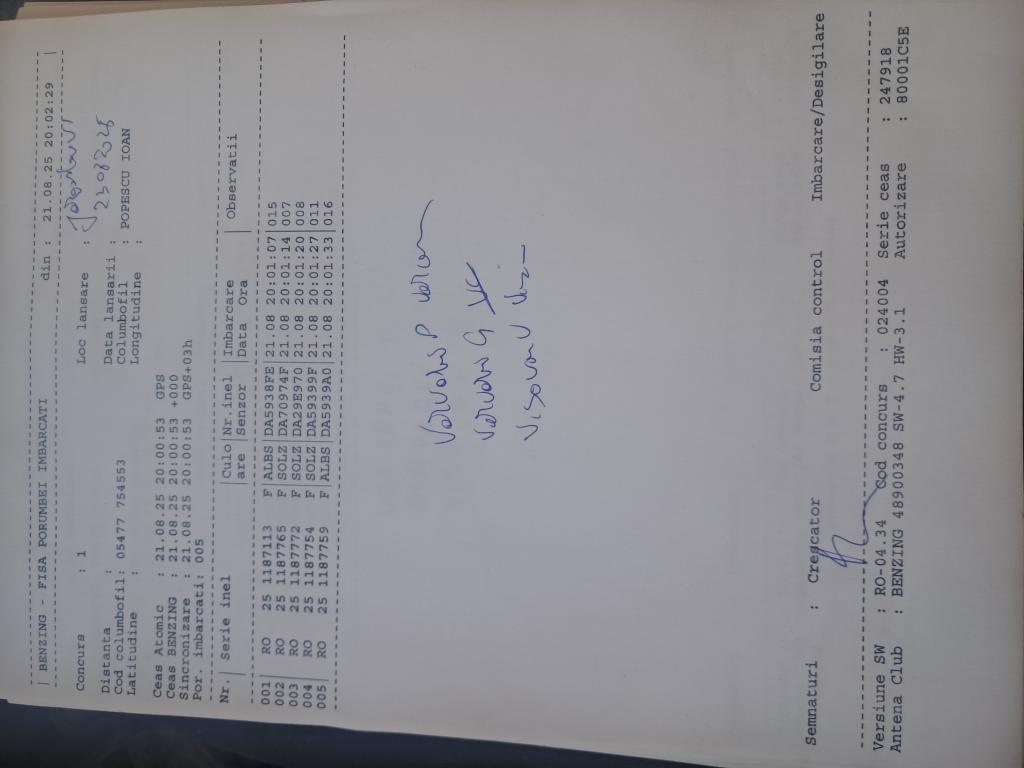 | BENZING - FISA PORUMBEI IMBARCATI din : 21.08.25 20:02:29 |
Concurs : 1 Loc lansare :
Distanta : Data lansarii : 23 08 2025
Cod columbofil: 05477 754553 Columbofil : POPESCU IOAN
Latitudine : Longitudine :
Ceas Atomic : 21.08.25 20:00:53 GPS
Ceas BENZING : 21.08.25 20:00:53 +000
Sincronizare : 21.08.25 20:00:53 GPS+03h
Por. imbarcati: 005
Nr.| Serie inel |Culo|Nr.inel |Imbarcare | Observatii
| |are |Senzor |Data Ora |
001| RO 25 1187113 F|ALBS|DA5938FE|21.08 20:01:07|015
002| RO 25 1187765 F|SOLZ|DA70974F|21.08 20:01:14|007
003| RO 25 1187772 F|SOLZ|DA29E970|21.08 20:01:20|008
004| RO 25 1187754 F|SOLZ|DA59399F|21.08 20:01:27|011
005| RO 25 1187759 F|ALBS|DA5939A0|21.08 20:01:33|016
Semnaturi : Crescator Comisia control Imbarcare/Desigilare
Versiune SW : RO-04.34 Cod concurs : 024004 Serie ceas : 247918
Antena Club : BENZING 48900348 SW-4.7 HW-3.1 Autorizare : 80001C5E